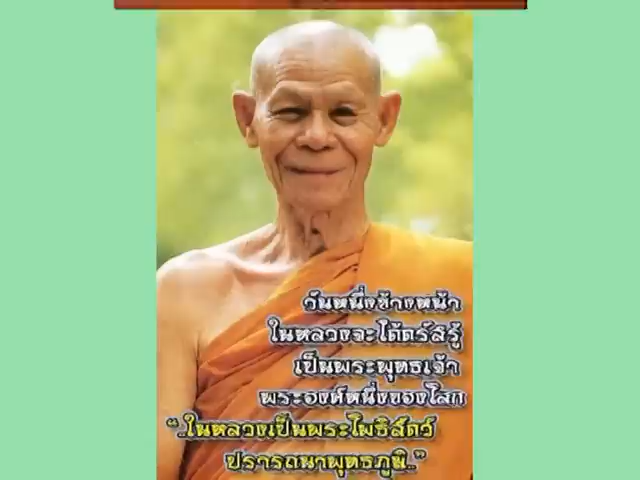 วันหนึ่งข้างหน้า
ในหลวงจะได้ตรัสรู้
เป็นพระพุทธเจ้า
พระองค์หนึ่งของโลก
“..ในหลวงเป็นพระโพธิสัตว์
ปรารถนาพุทธภูมิ..”